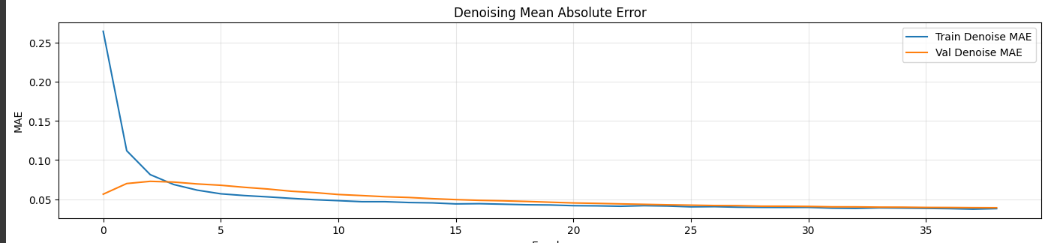 Denoising Mean Absolute Error
Train Denoise MAE
Val Denoise MAE
MAE
0.25
0.20
0.15
0.10
0.05
0 5 10 15 20 25 30 35